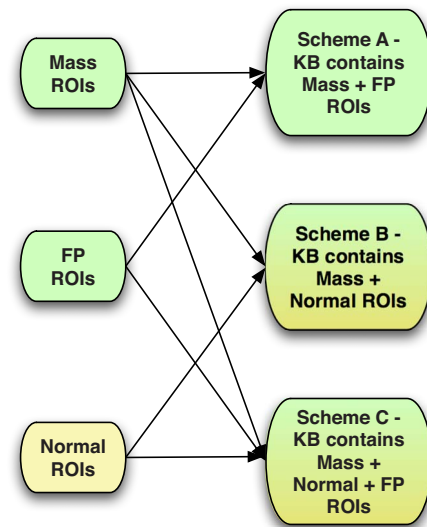 Mass
ROIs
Scheme A -
KB contains
Mass + FP
ROIs
FP
ROIs
Scheme B -
KB contains
Mass +
Normal ROIs
Normal
ROIs
Scheme C -
KB contains
Mass +
Normal + FP
ROIs